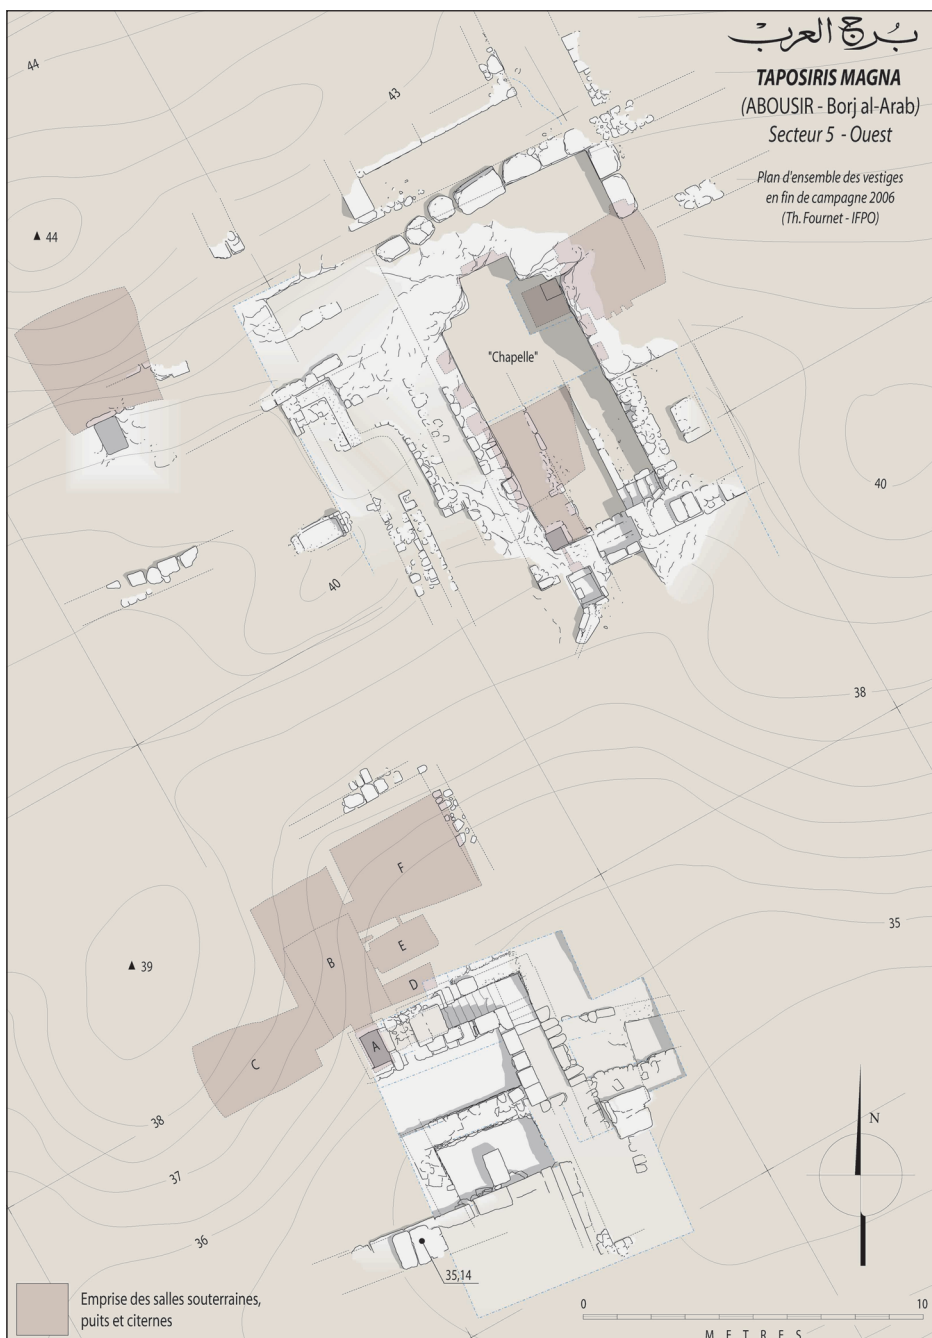 برج العرب
TAPOSIRIS MAGNA
(ABOUSIR - Borj al-Arab)
Secteur 5 - Ouest
Plan d'ensemble des vestiges
en fin de campagne 2006
(Th. Fournet - IFPO)
44
43
▲ 44
"Chapelle"
40
40
38
F
35
E
B
▲ 39
D
A
C
38
N
37
36
35,14
Emprise des salles souterraines,
puits et citernes
0 10
METRES